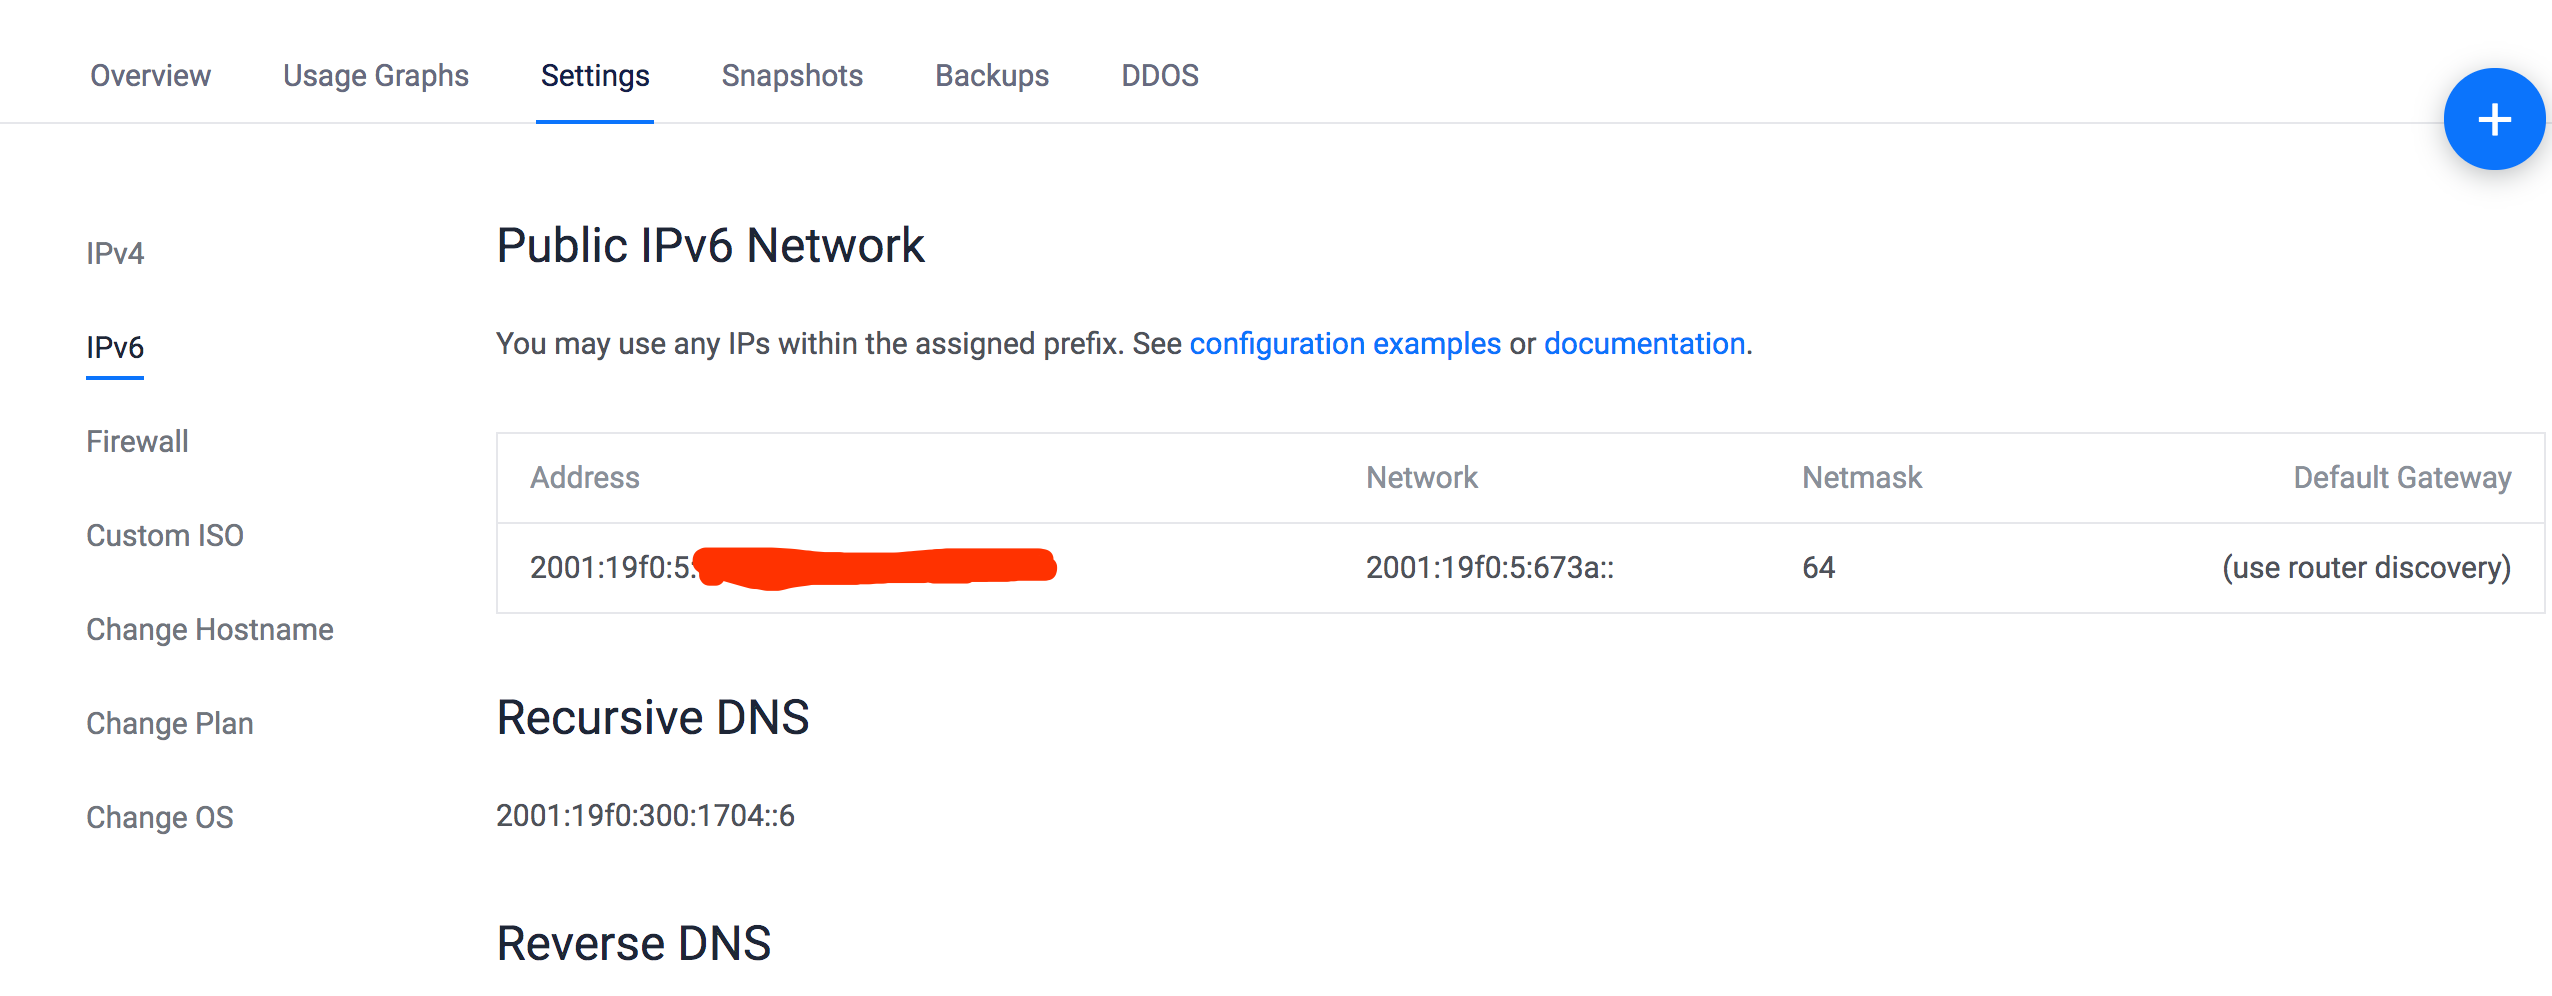 Overview Usage Graphs Settings Snapshots Backups DDOS
+
IPv4
IPv6
Firewall
Custom ISO
Change Hostname
Change Plan
Change OS
Public IPv6 Network
You may use any IPs within the assigned prefix. See configuration examples or documentation.
Address Network Netmask Default Gateway
2001:19f0:5: 2001:19f0:5:673a:: 64 (use router discovery)
Recursive DNS
2001:19f0:300:1704::6
Reverse DNS